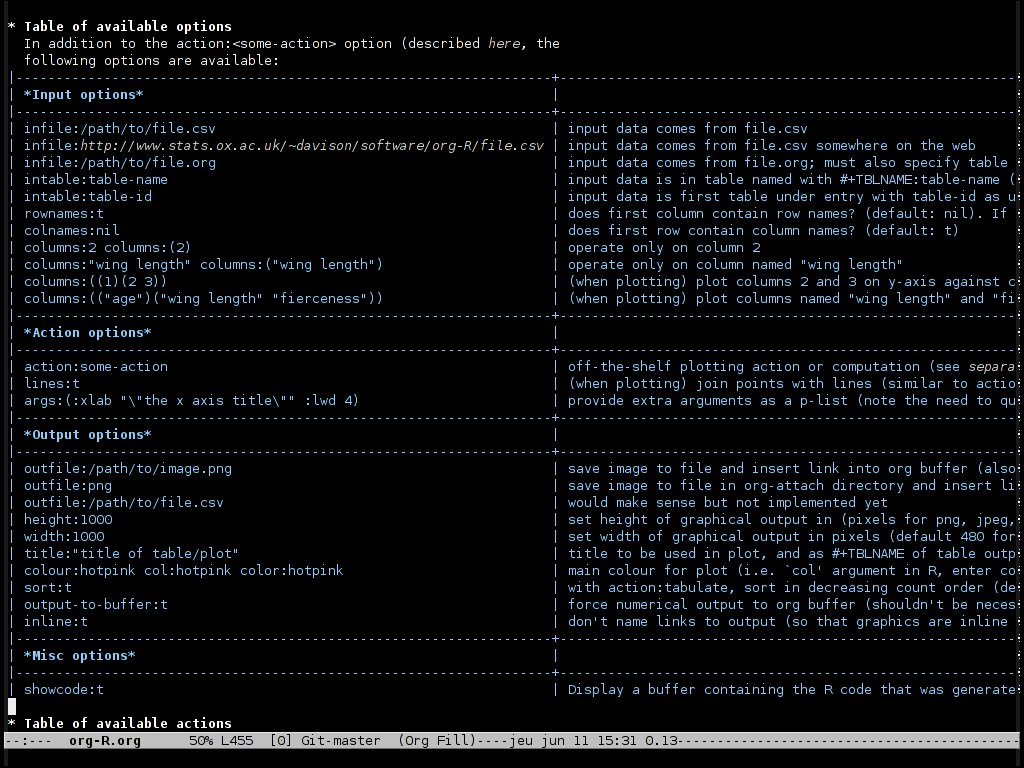 * Table of available options
  In addition to the action:<some-action> option (described here, the
  following options are available:
|------------------------------------------------------------------+--------------------------------------------------------
| *Input options*                                                  |
|------------------------------------------------------------------+--------------------------------------------------------
| infile:/path/to/file.csv                                         | input data comes from file.csv
| infile:http://www.stats.ox.ac.uk/~davison/software/org-R/file.csv | input data comes from file.csv somewhere on the web
| infile:/path/to/file.org                                         | input data comes from file.org; must also specify table
| intable:table-name                                               | input data is in table named with #+TBLNAME:table-name (
| intable:table-id                                                 | input data is first table under entry with table-id as u
| rownames:t                                                       | does first column contain row names? (default: nil). If
| colnames:nil                                                     | does first row contain column names? (default: t)
| columns:2 columns:(2)                                            | operate only on column 2
| columns:"wing length" columns:("wing length")                    | operate only on column named "wing length"
| columns:((1)(2 3))                                               | (when plotting) plot columns 2 and 3 on y-axis against c
| columns:(("age")("wing length" "fierceness"))                    | (when plotting) plot columns named "wing length" and "fi
|------------------------------------------------------------------+--------------------------------------------------------
| *Action options*                                                 |
|------------------------------------------------------------------+--------------------------------------------------------
| action:some-action                                               | off-the-shelf plotting action or computation (see separa
| lines:t                                                          | (when plotting) join points with lines (similar to actio
| args:(:xlab "\"the x axis title\"" :lwd 4)                       | provide extra arguments as a p-list (note the need to qu
|------------------------------------------------------------------+--------------------------------------------------------
| *Output options*                                                 |
|------------------------------------------------------------------+--------------------------------------------------------
| outfile:/path/to/image.png                                       | save image to file and insert link into org buffer (also
| outfile:png                                                      | save image to file in org-attach directory and insert li
| outfile:/path/to/file.csv                                        | would make sense but not implemented yet
| height:1000                                                      | set height of graphical output in (pixels for png, jpeg,
| width:1000                                                       | set width of graphical output in pixels (default 480 for
| title:"title of table/plot"                                      | title to be used in plot, and as #+TBLNAME of table outp
| colour:hotpink col:hotpink color:hotpink                         | main colour for plot (i.e. `col' argument in R, enter co
| sort:t                                                           | with action:tabulate, sort in decreasing count order (de
| output-to-buffer:t                                               | force numerical output to org buffer (shouldn't be neces
| inline:t                                                         | don't name links to output (so that graphics are inline
|------------------------------------------------------------------+--------------------------------------------------------
| *Misc options*                                                   |
|------------------------------------------------------------------+--------------------------------------------------------
| showcode:t                                                       | Display a buffer containing the R code that was generate
* Table of available actions
--:---  org-R.org      50% L455  [0] Git-master  (Org Fill)----jeu jun 11 15:31 0.13-------------------------------------------